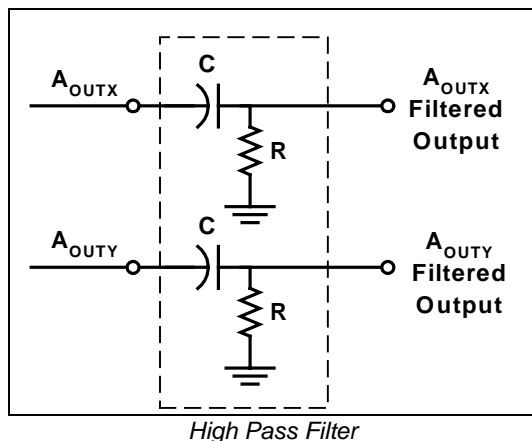 C
A_OUTX
A_OUTX
Filtered
Output
R
C
A_OUTY
A_OUTY
Filtered
Output
R
High Pass Filter